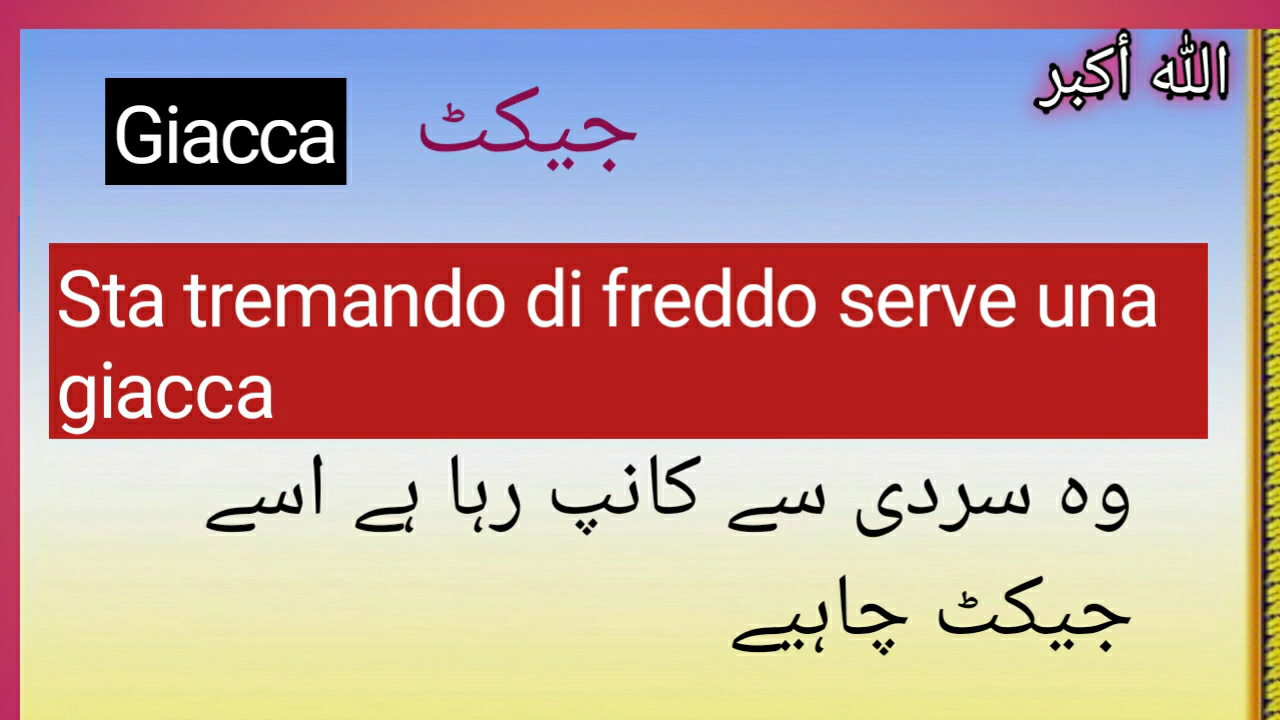 الله أكبر
Giacca جیکٹ
Sta tremando di freddo serve una
giacca
وہ سردی سے کانپ رہا ہے اسے
جیکٹ چاہیے